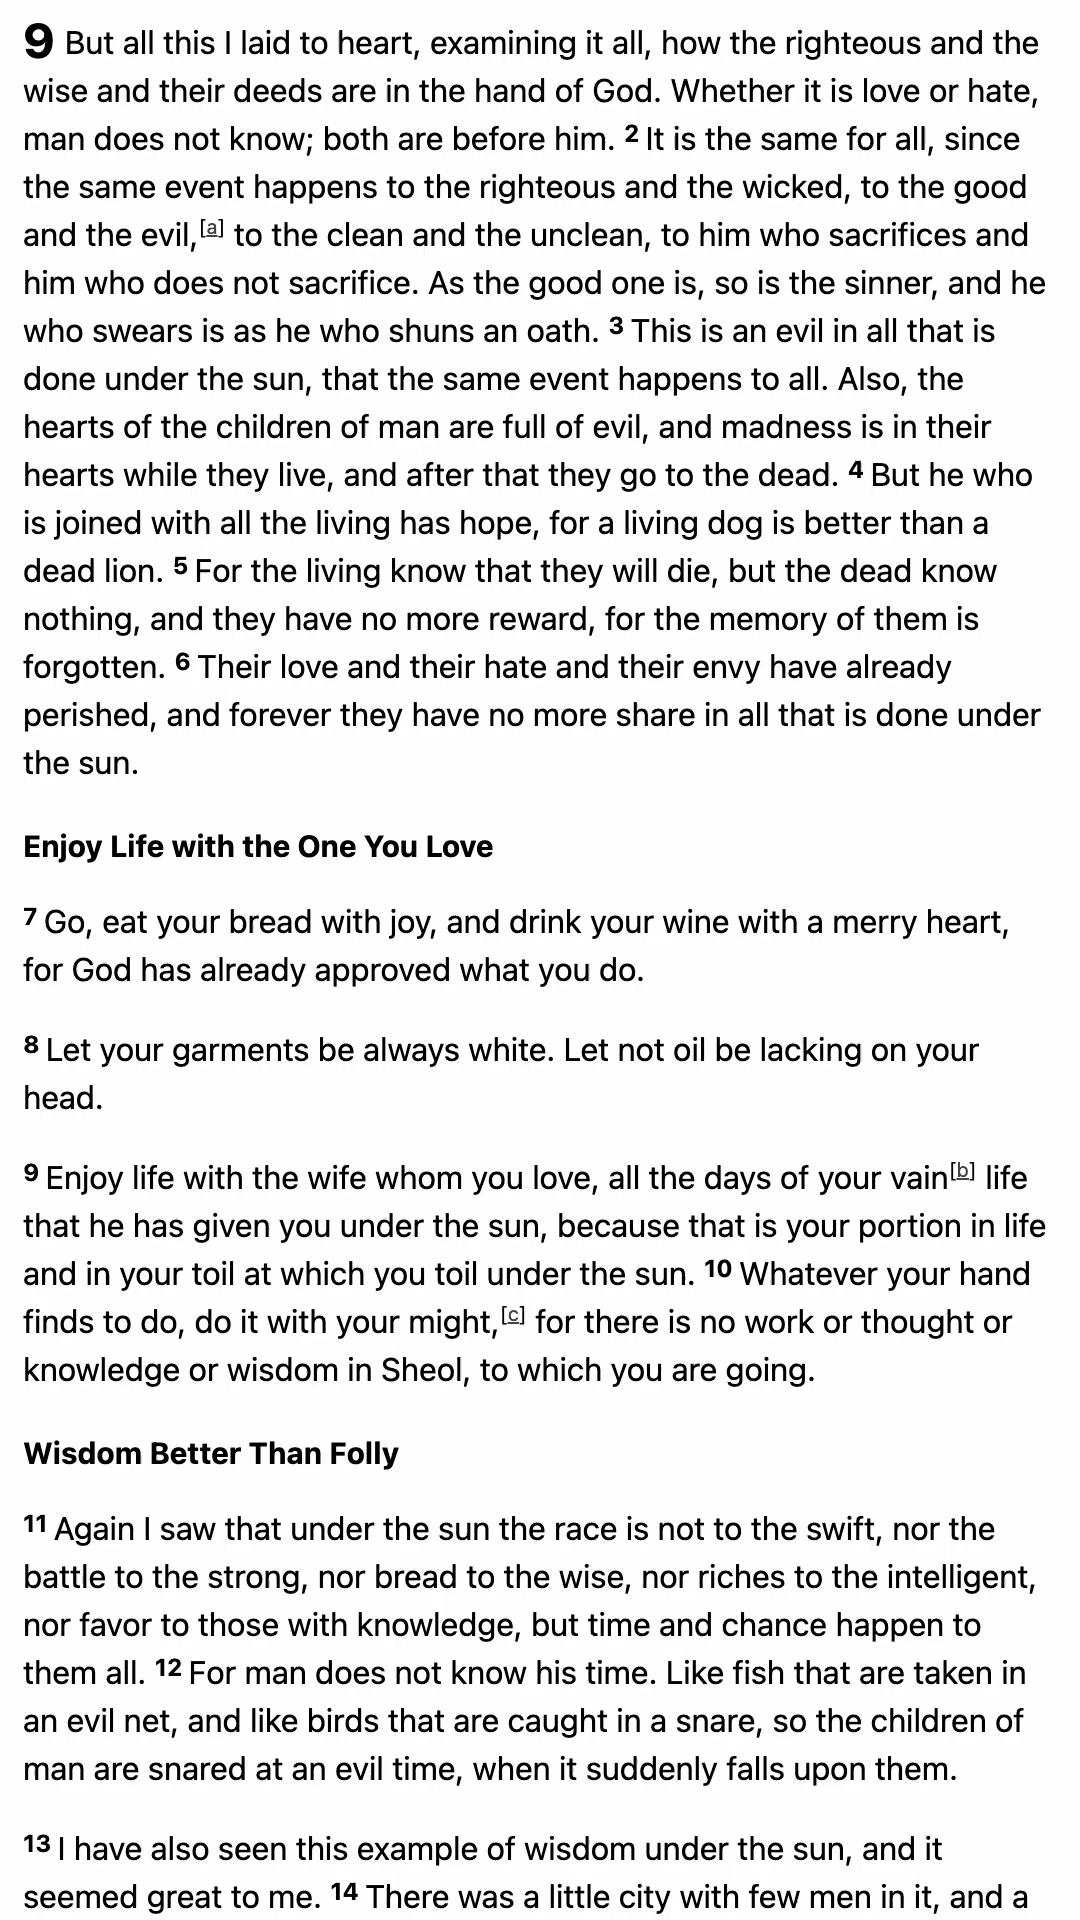 9 But all this I laid to heart, examining it all, how the righteous and the
wise and their deeds are in the hand of God. Whether it is love or hate,
man does not know; both are before him. 2 It is the same for all, since
the same event happens to the righteous and the wicked, to the good
and the evil,[a] to the clean and the unclean, to him who sacrifices and
him who does not sacrifice. As the good one is, so is the sinner, and he
who swears is as he who shuns an oath. 3 This is an evil in all that is
done under the sun, that the same event happens to all. Also, the
hearts of the children of man are full of evil, and madness is in their
hearts while they live, and after that they go to the dead. 4 But he who
is joined with all the living has hope, for a living dog is better than a
dead lion. 5 For the living know that they will die, but the dead know
nothing, and they have no more reward, for the memory of them is
forgotten. 6 Their love and their hate and their envy have already
perished, and forever they have no more share in all that is done under
the sun.
Enjoy Life with the One You Love
7 Go, eat your bread with joy, and drink your wine with a merry heart,
for God has already approved what you do.
8 Let your garments be always white. Let not oil be lacking on your
head.
9 Enjoy life with the wife whom you love, all the days of your vain[b] life
that he has given you under the sun, because that is your portion in life
and in your toil at which you toil under the sun. 10 Whatever your hand
finds to do, do it with your might,[c] for there is no work or thought or
knowledge or wisdom in Sheol, to which you are going.
Wisdom Better Than Folly
11 Again I saw that under the sun the race is not to the swift, nor the
battle to the strong, nor bread to the wise, nor riches to the intelligent,
nor favor to those with knowledge, but time and chance happen to
them all. 12 For man does not know his time. Like fish that are taken in
an evil net, and like birds that are caught in a snare, so the children of
man are snared at an evil time, when it suddenly falls upon them.
13 I have also seen this example of wisdom under the sun, and it
seemed great to me. 14 There was a little city with few men in it, and a